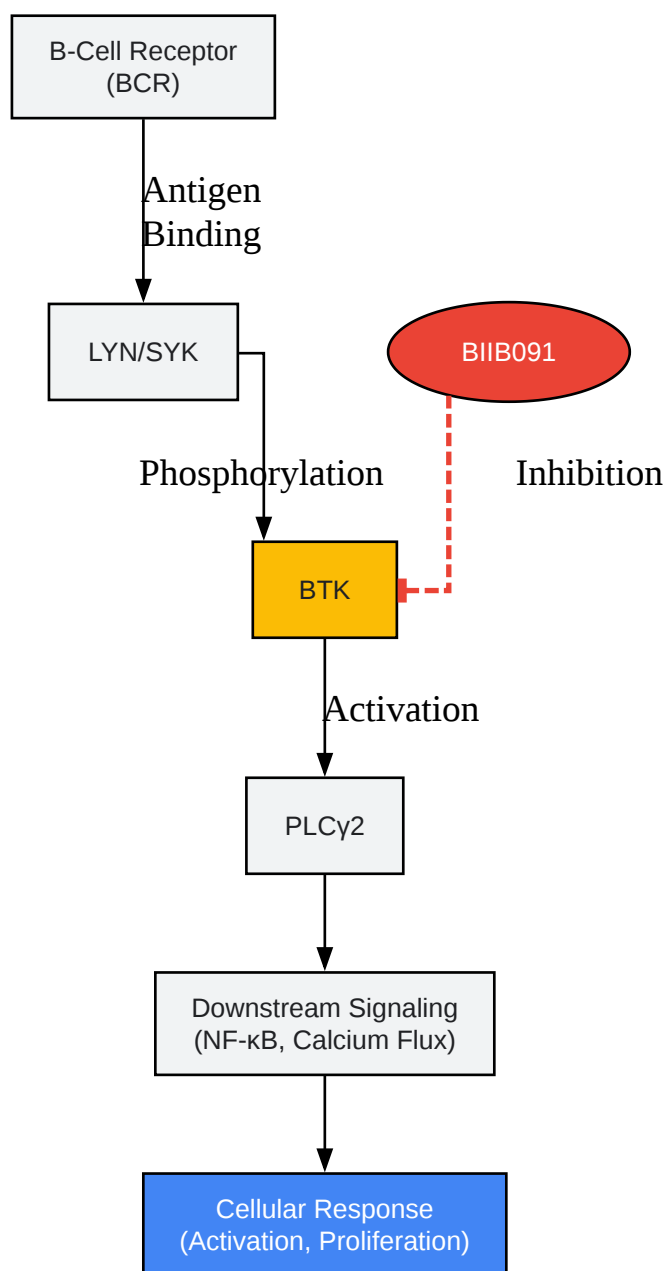 B-Cell Receptor
(BCR)
Antigen
Binding
LYN/SYK
BIIB091
Phosphorylation
Inhibition
BTK
Activation
PLCγ2
Downstream Signaling
(NF-κB, Calcium Flux)
Cellular Response
(Activation, Proliferation)